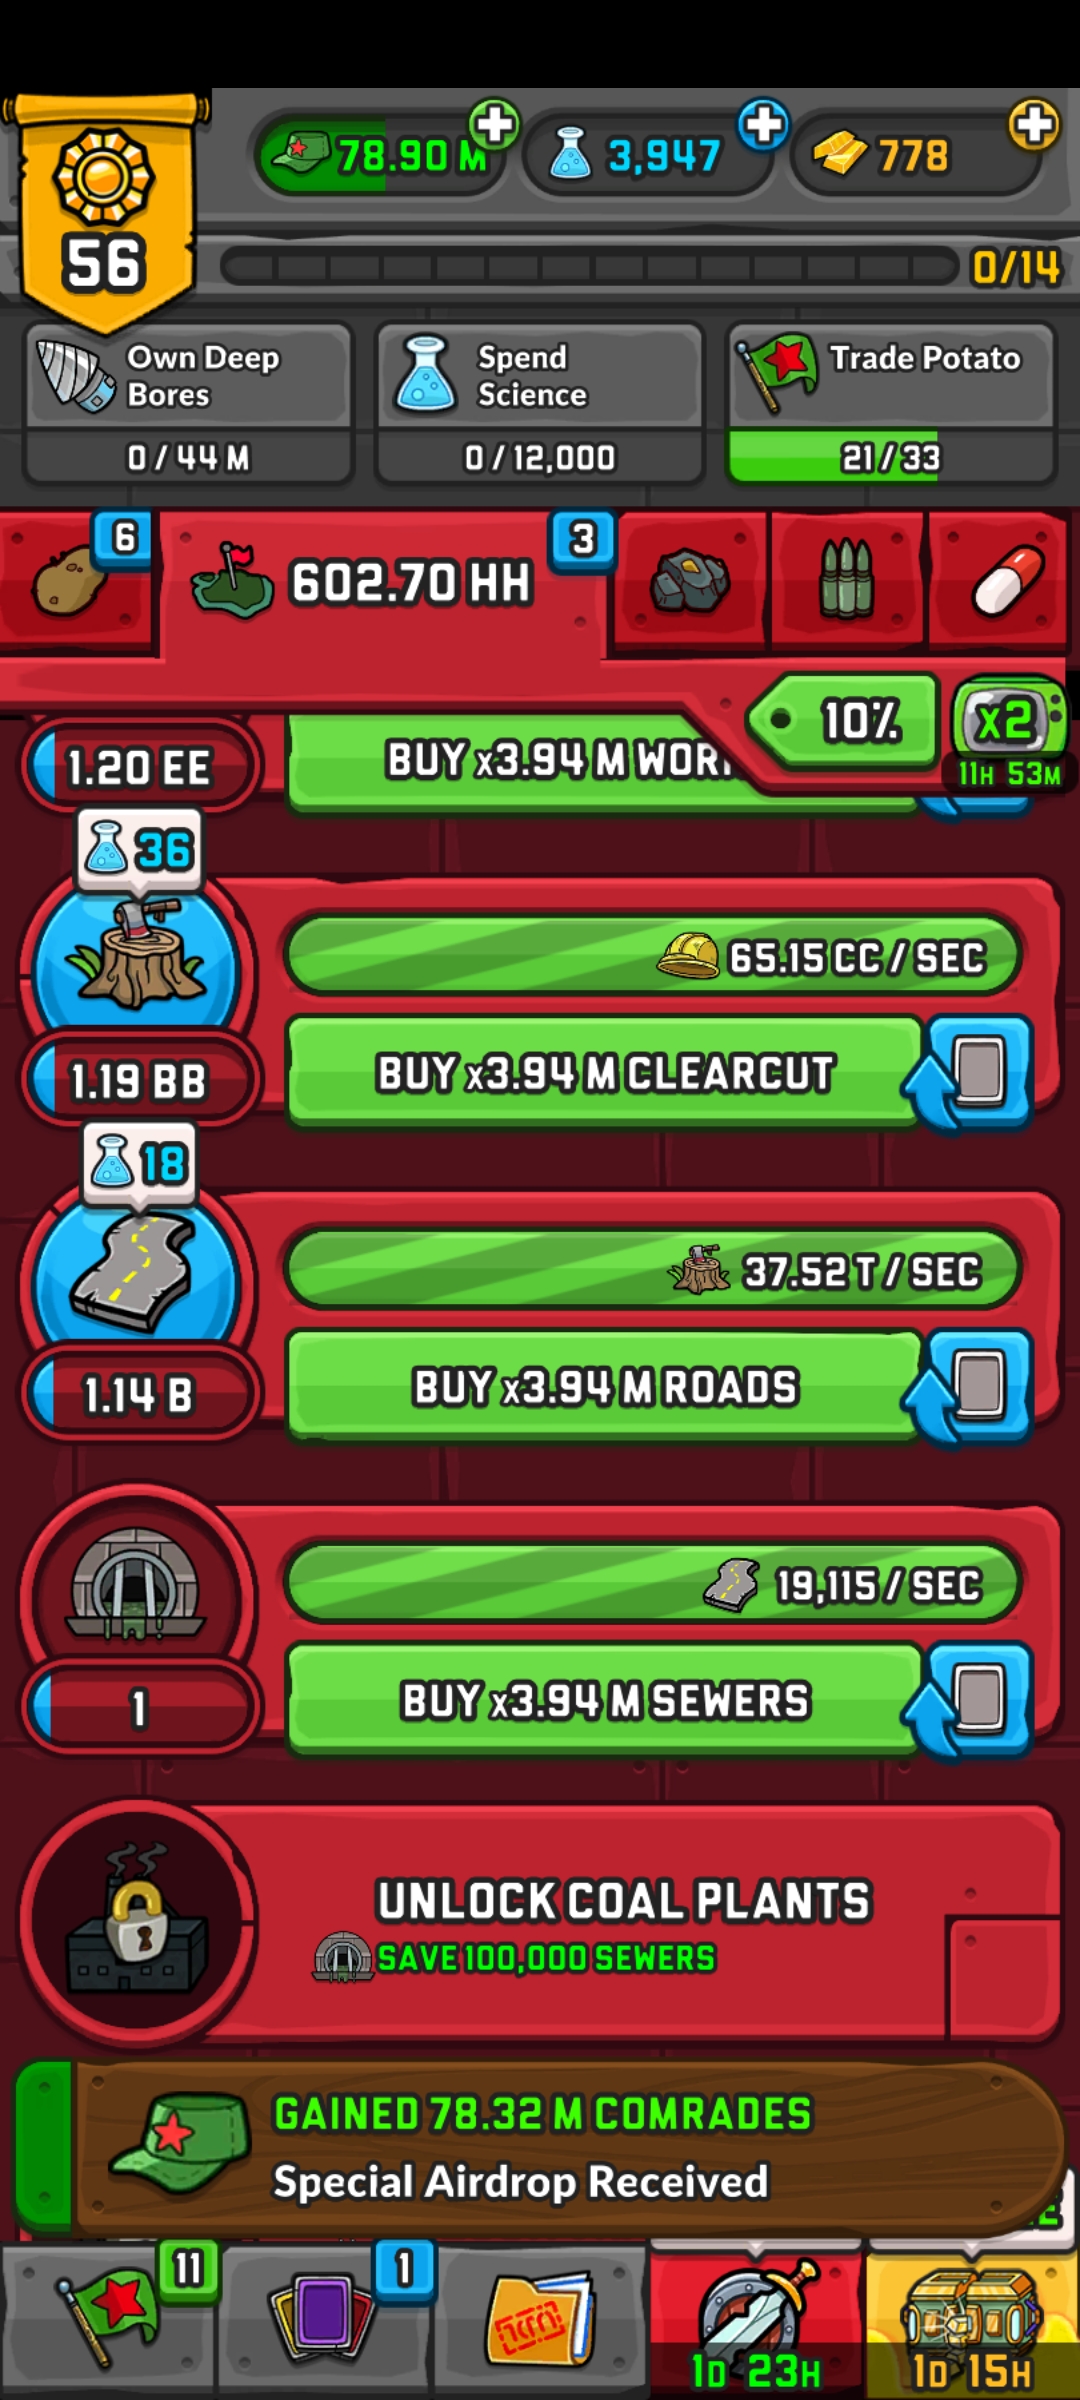 78.90 M
3,947
778
56
0/14
Own Deep
Bores
Spend
Science
Trade Potato
0 / 44 M
0 / 12,000
21 / 33
6
602.70 HH
3
10%
x2
11H 53M
1.20 EE
BUY x3.94 M
36
65.15 CC / SEC
BUY x3.94 M CLEARCUT
1.19 BB
18
37.52 T / SEC
BUY x3.94 M ROADS
1.14 B
19,115 / SEC
BUY x3.94 M SEWERS
1
UNLOCK COAL PLANTS
SAVE 100,000 SEWERS
GAINED 78.32 M COMRADES
Special Airdrop Received
11
1
1D 23H
1D 15H